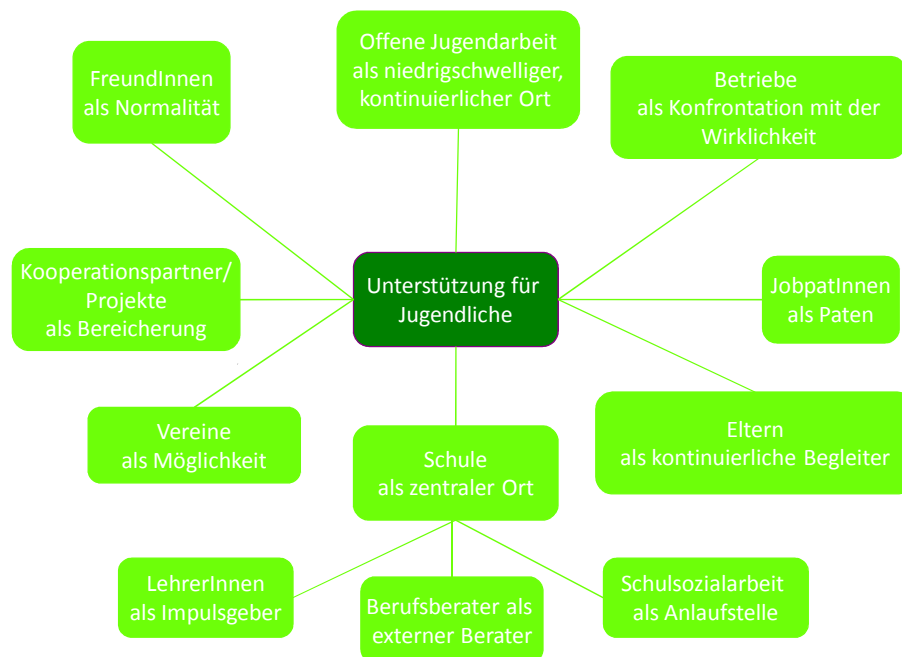 Offene Jugendarbeit
als niedrigschwelliger,
kontinuierlicher Ort
FreundInnen
als Normalität
Betriebe
als Konfrontation mit der
Wirklichkeit
Kooperationspartner/
Projekte
als Bereicherung
Unterstützung für
Jugendliche
JobpatInnen
als Paten
Vereine
als Möglichkeit
Schule
als zentraler Ort
Eltern
als kontinuierliche Begleiter
LehrerInnen
als Impulsgeber
Berufsberater als
externer Berater
Schulsozialarbeit
als Anlaufstelle